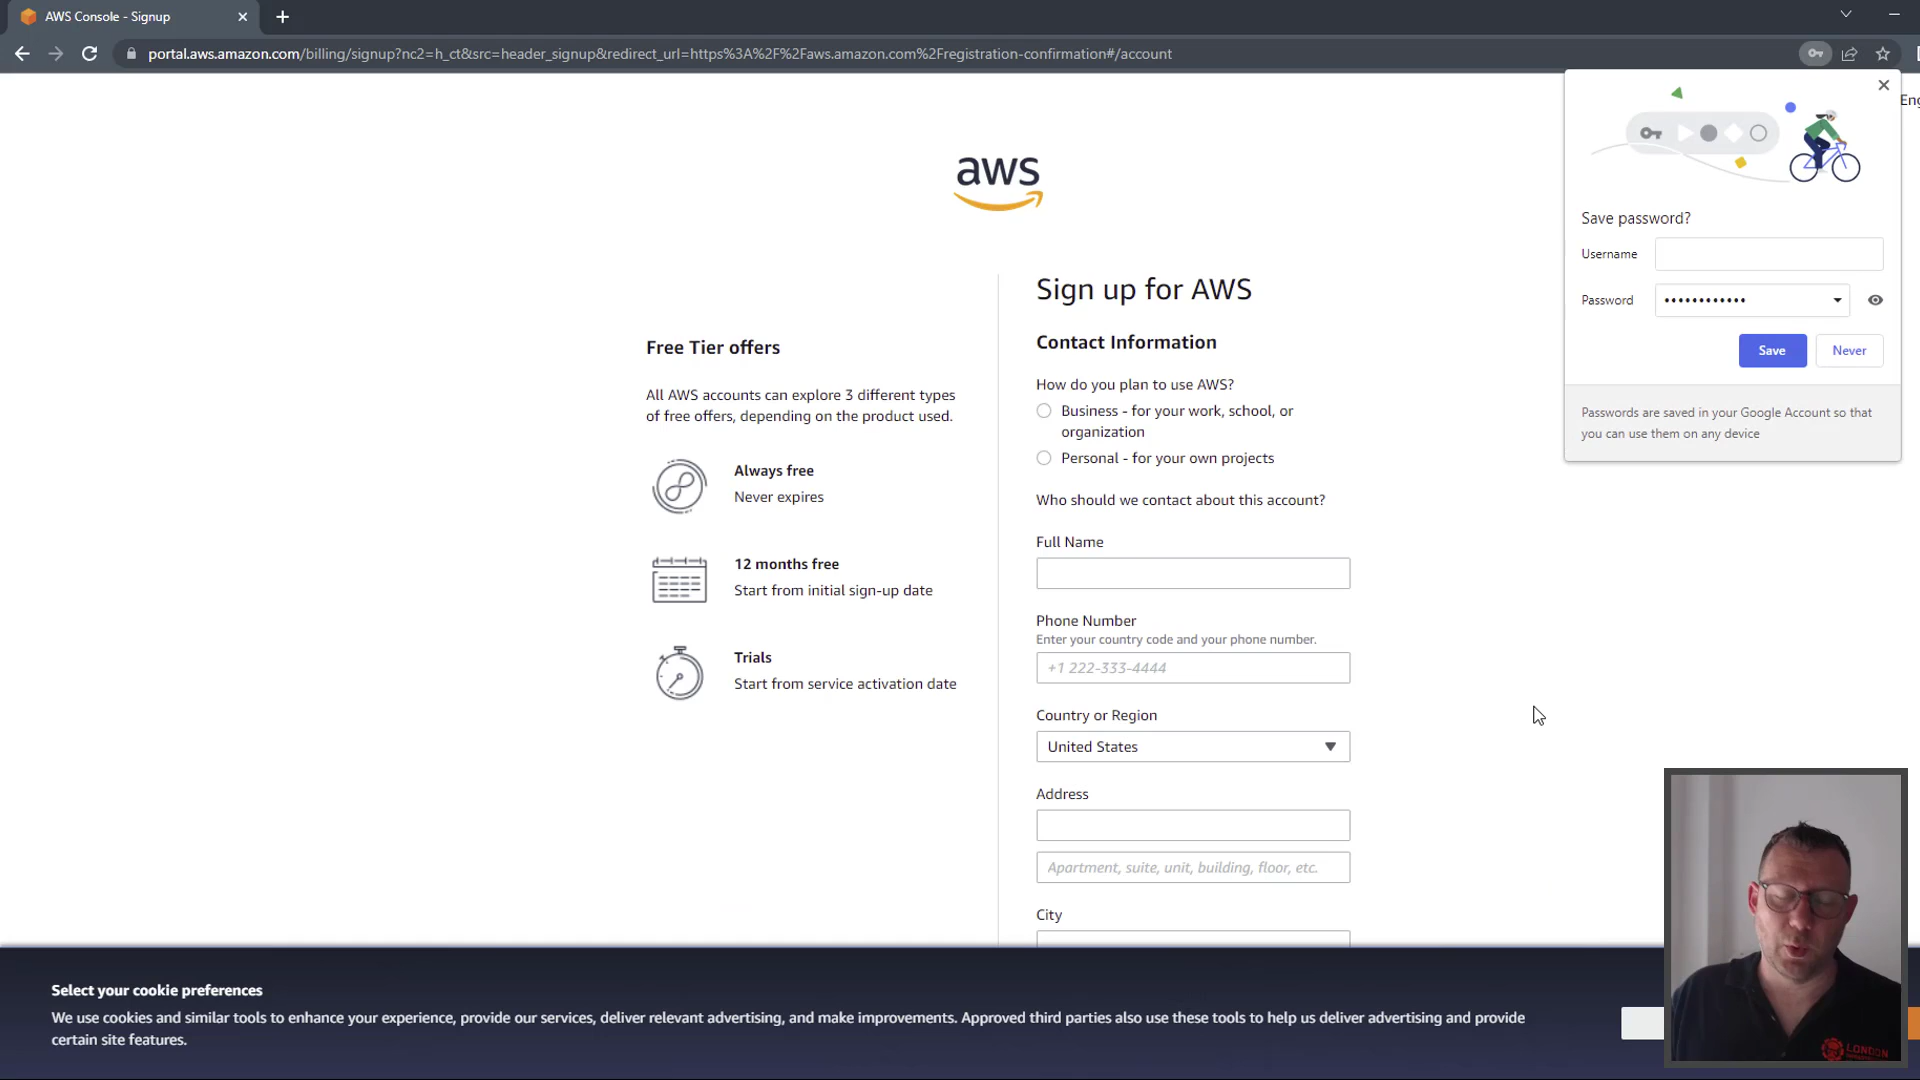 AWS Console - Signup
portal.aws.amazon.com/billing/signup?nc2=h_ct&src=header_signup&redirect_url=https%3A%2F%2Faws.amazon.com%2Fregistration-confirmation#/account
Eng
aws
Save password?
Username
Password ••••••••••••
Save Never
Passwords are saved in your Google Account so that
you can use them on any device
Free Tier offers
All AWS accounts can explore 3 different types
of free offers, depending on the product used.
Always free
Never expires
12 months free
Start from initial sign-up date
Trials
Start from service activation date
Sign up for AWS
Contact Information
How do you plan to use AWS?
Business - for your work, school, or
organization
Personal - for your own projects
Who should we contact about this account?
Full Name
Phone Number
Enter your country code and your phone number.
+1 222-333-4444
Country or Region
United States
Address
Apartment, suite, unit, building, floor, etc.
City
Select your cookie preferences
We use cookies and similar tools to enhance your experience, provide our services, deliver relevant advertising, and make improvements. Approved third parties also use these tools to help us deliver advertising and provide
certain site features.
LONDON